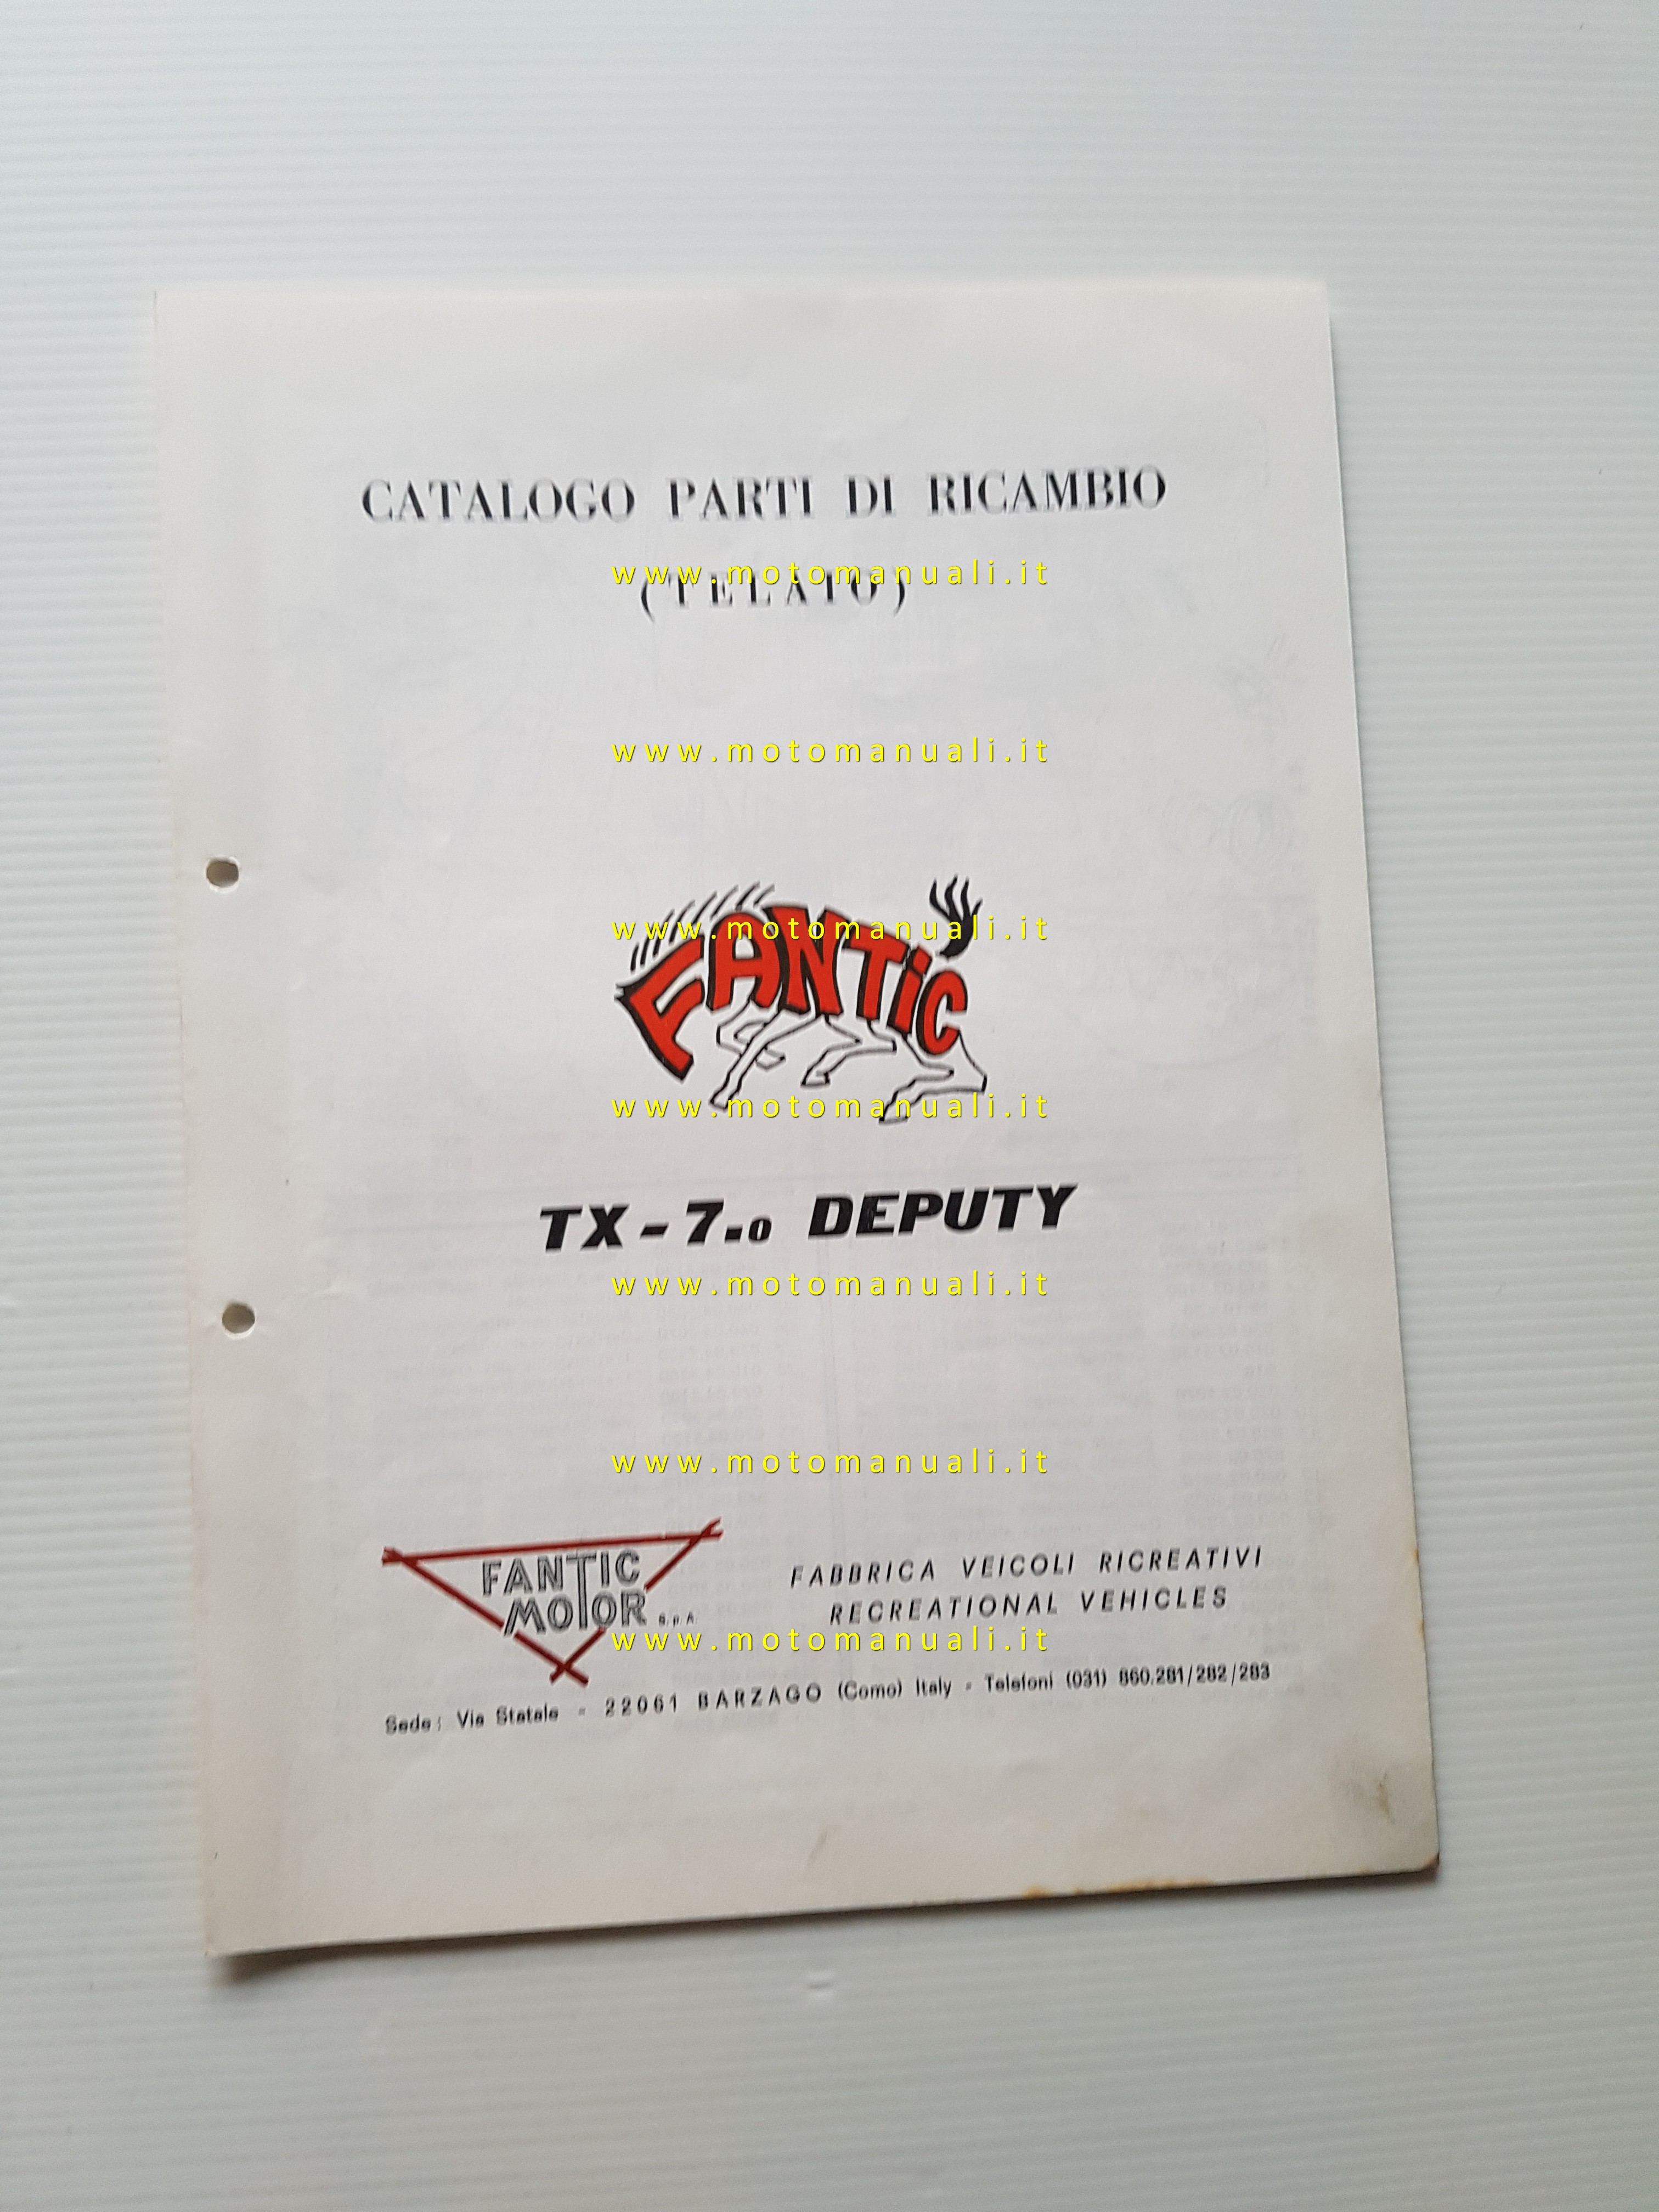 CATALOGO PARTI DI RICAMBIO
www.motomanuali.it
(TELAIO)
www.motomanuali.it
www.motomanuali.it
FANTIC
www.motomanuali.it
TX-7.0 DEPUTY
www.motomanuali.it
www.motomanuali.it
FANTIC
MOTOR S.p.A.
FABBRICA VEICOLI RICREATIVI
RECREATIONAL VEHICLES
www.motomanuali.it
Sede: Via Statale - 22061 BARZAGO (Como) Italy - Telefoni (031) 860.281/282/283